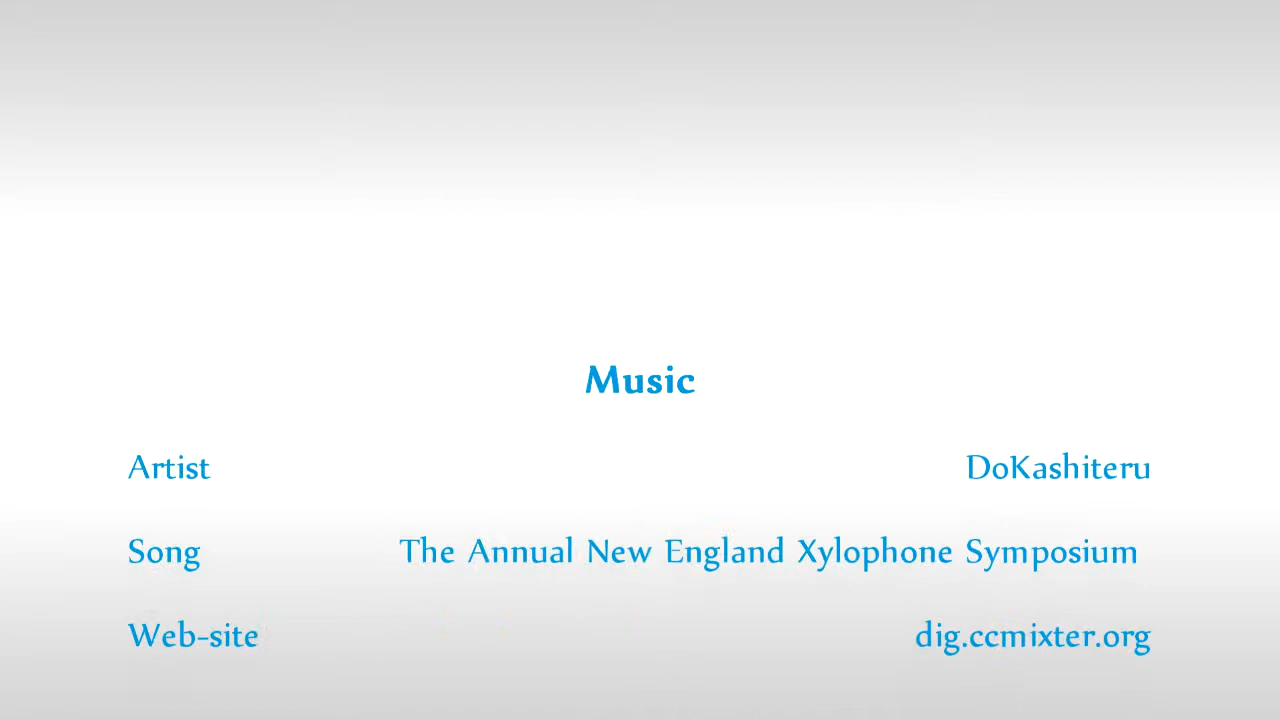 Music
Artist DoKashiteru
Song The Annual New England Xylophone Symposium
Web-site dig.ccmixter.org